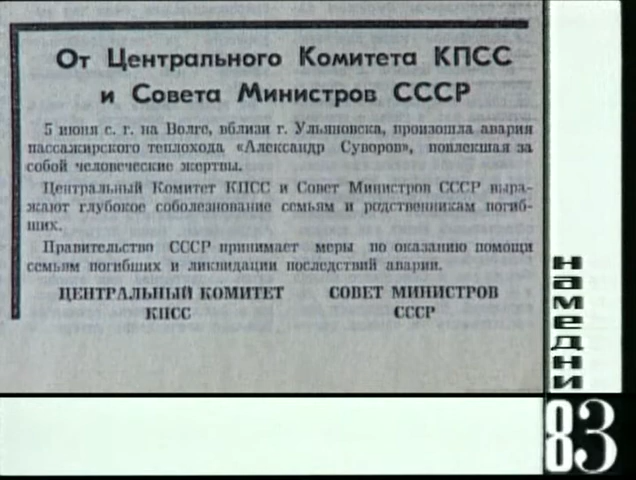 От Центрального Комитета КПСС
и Совета Министров СССР
5 июня с. г. на Волге, вблизи г. Ульяновска, произошла авария
пассажирского теплохода «Александр Суворов», повлекшая за
собой человеческие жертвы.
Центральный Комитет КПСС и Совет Министров СССР выра-
жают глубокое соболезнование семьям и родственникам погиб-
ших.
Правительство СССР принимает меры по оказанию помощи
семьям погибших и ликвидации последствий аварии.
ЦЕНТРАЛЬНЫЙ КОМИТЕТ СОВЕТ МИНИСТРОВ
КПСС СССР
намедни
83